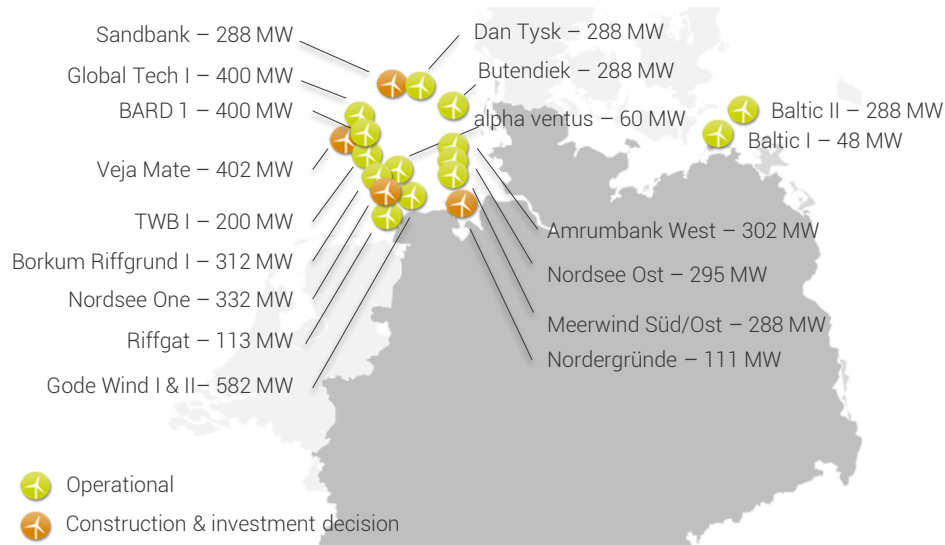 Sandbank – 288 MW
Global Tech I – 400 MW
BARD 1 – 400 MW
Veja Mate – 402 MW
TWB I – 200 MW
Borkum Riffgrund I – 312 MW
Nordsee One – 332 MW
Riffgat – 113 MW
Gode Wind I & II– 582 MW
Dan Tysk – 288 MW
Butendiek – 288 MW
alpha ventus – 60 MW
Baltic II – 288 MW
Baltic I – 48 MW
Amrumbank West – 302 MW
Nordsee Ost – 295 MW
Meerwind Süd/Ost – 288 MW
Nordergründe – 111 MW
Operational
Construction & investment decision